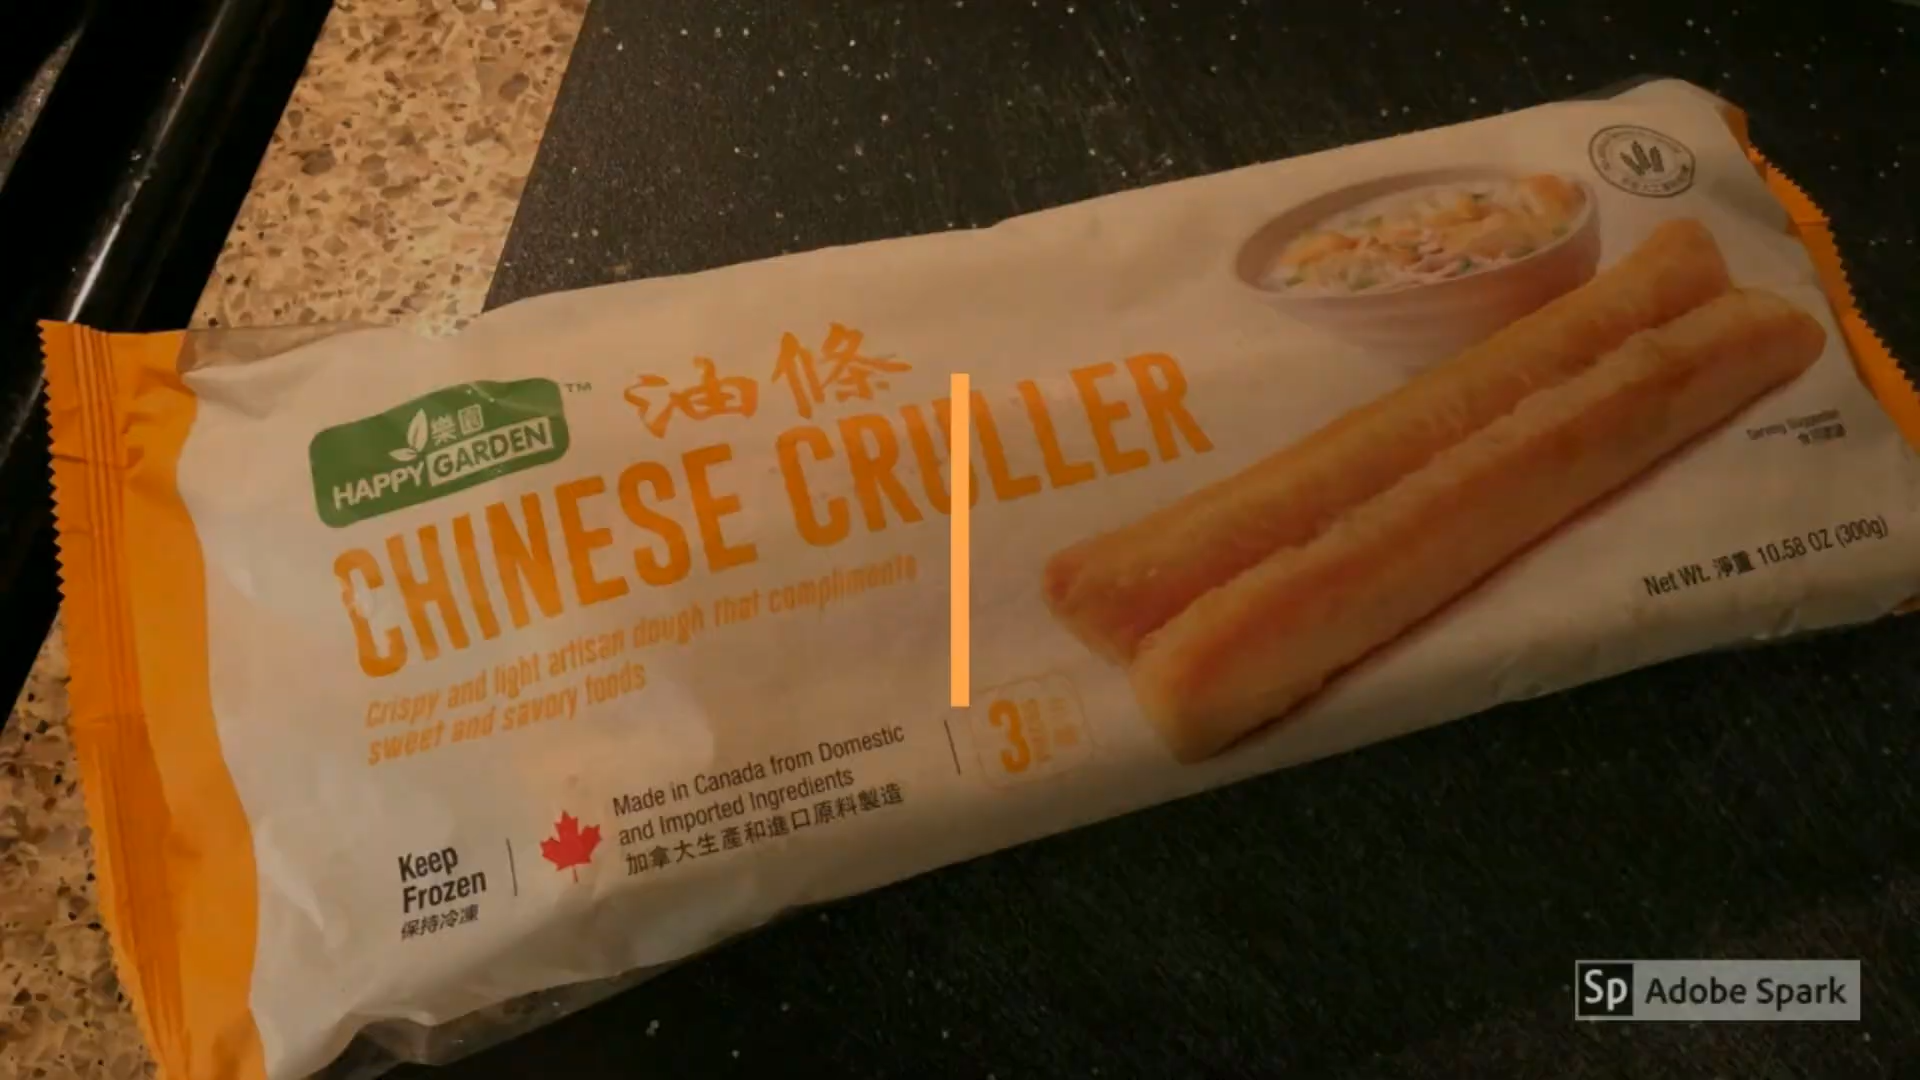 油條
樂園
HAPPY GARDEN ™
CHINESE CRULLER
Crispy and light artisan dough that compliments
sweet and savory foods
Serving Suggestion
Net Wt. 淨重 10.58 OZ (300g)
3
Made in Canada from Domestic
and Imported Ingredients
加拿大生產和進口原料製造
Keep
Frozen
保持冷凍
Sp Adobe Spark